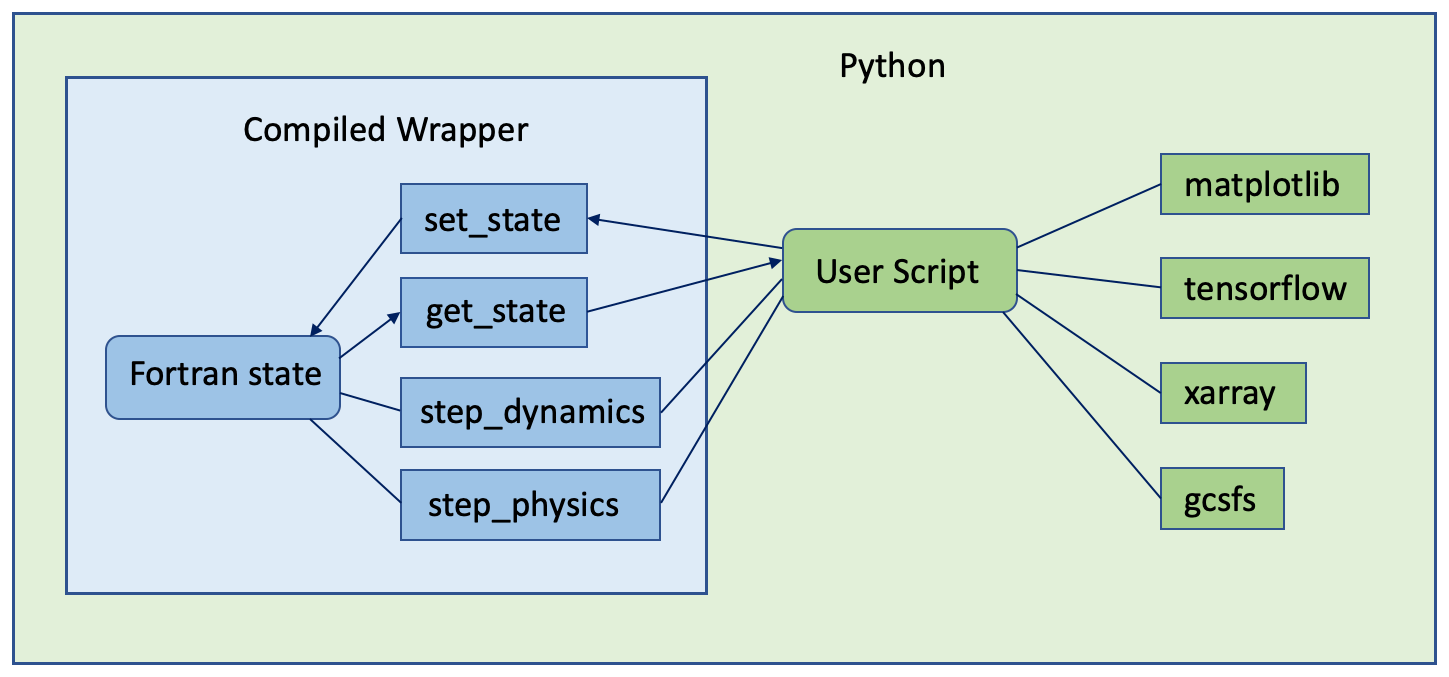 Python
Compiled Wrapper
set_state
get_state
Fortran state
step_dynamics
step_physics
User Script
matplotlib
tensorflow
xarray
gcsfs